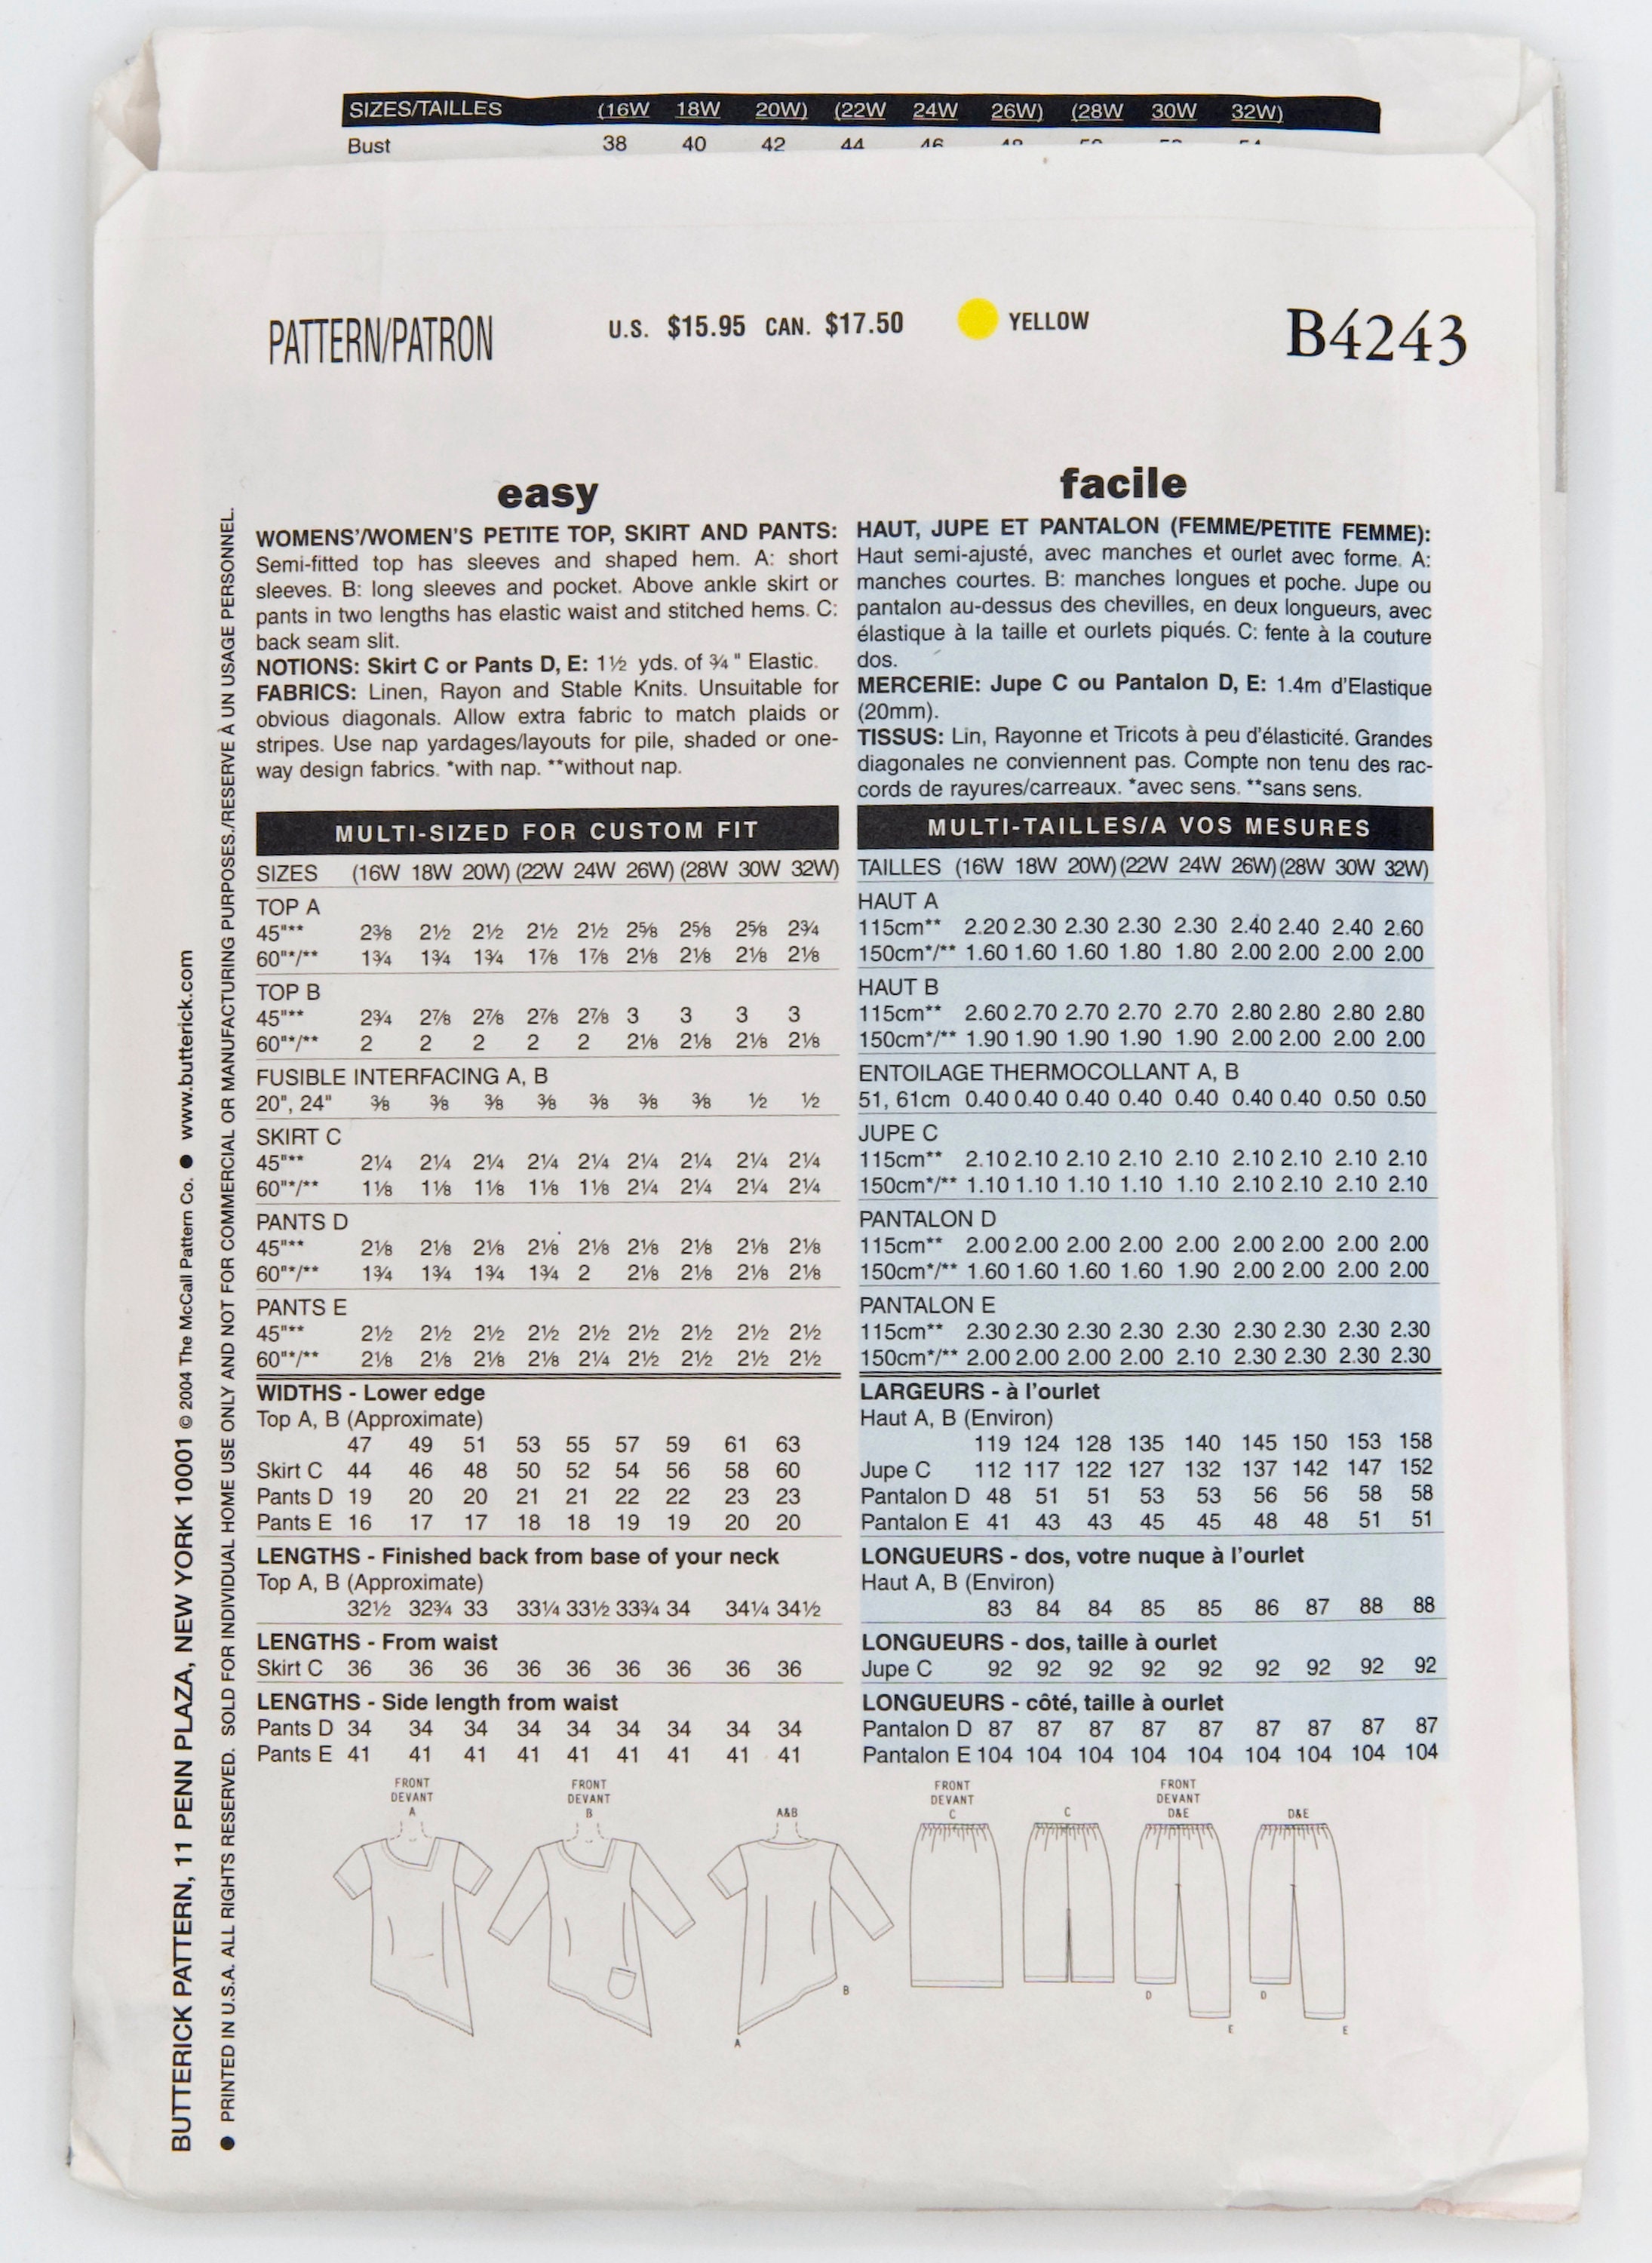 SIZES/TAILLES (16W 18W 20W) (22W 24W 26W) (28W 30W 32W)
Bust 38 40 42 44 46 48
PATTERN/PATRON
U.S. $15.95 CAN. $17.50
YELLOW
B4243
easy
WOMENS'/WOMEN'S PETITE TOP, SKIRT AND PANTS:
Semi-fitted top has sleeves and shaped hem. A: short
sleeves. B: long sleeves and pocket. Above ankle skirt or
pants in two lengths has elastic waist and stitched hems. C:
back seam slit.
NOTIONS: Skirt C or Pants D, E: 1½ yds. of ¾" Elastic.
FABRICS: Linen, Rayon and Stable Knits. Unsuitable for
obvious diagonals. Allow extra fabric to match plaids or
stripes. Use nap yardages/layouts for pile, shaded or one-
way design fabrics. *with nap. **without nap.
MULTI-SIZED FOR CUSTOM FIT
SIZES (16W 18W 20W) (22W 24W 26W) (28W 30W 32W)
TOP A
45"** 2⅜ 2½ 2½ 2½ 2½ 2⅝ 2⅝ 2⅝ 2¾
60"*/** 1¾ 1¾ 1¾ 1⅞ 1⅞ 2⅛ 2⅛ 2⅛ 2⅛
TOP B
45"** 2¾ 2⅞ 2⅞ 2⅞ 2⅞ 3 3 3 3
60"*/** 2 2 2 2 2 2⅛ 2⅛ 2⅛ 2⅛
FUSIBLE INTERFACING A, B
20", 24" ⅜ ⅜ ⅜ ⅜ ⅜ ⅜ ⅜ ½ ½
SKIRT C
45"** 2¼ 2¼ 2¼ 2¼ 2¼ 2¼ 2¼ 2¼ 2¼
60"*/** 1⅛ 1⅛ 1⅛ 1⅛ 1⅛ 2¼ 2¼ 2¼ 2¼
PANTS D
45"** 2⅛ 2⅛ 2⅛ 2⅛ 2⅛ 2⅛ 2⅛ 2⅛ 2⅛
60"*/** 1¾ 1¾ 1¾ 1¾ 2 2⅛ 2⅛ 2⅛ 2⅛
PANTS E
45"** 2½ 2½ 2½ 2½ 2½ 2½ 2½ 2½ 2½
60"*/** 2⅛ 2⅛ 2⅛ 2⅛ 2¼ 2½ 2½ 2½ 2½
WIDTHS - Lower edge
Top A, B (Approximate)
47 49 51 53 55 57 59 61 63
Skirt C 44 46 48 50 52 54 56 58 60
Pants D 19 20 20 21 21 22 22 23 23
Pants E 16 17 17 18 18 19 19 20 20
LENGTHS - Finished back from base of your neck
Top A, B (Approximate)
32½ 32¾ 33 33¼ 33½ 33¾ 34 34¼ 34½
LENGTHS - From waist
Skirt C 36 36 36 36 36 36 36 36 36
LENGTHS - Side length from waist
Pants D 34 34 34 34 34 34 34 34 34
Pants E 41 41 41 41 41 41 41 41 41
facile
HAUT, JUPE ET PANTALON (FEMME/PETITE FEMME):
Haut semi-ajusté, avec manches et ourlet avec forme. A:
manches courtes. B: manches longues et poche. Jupe ou
pantalon au-dessus des chevilles, en deux longueurs, avec
élastique à la taille et ourlets piqués. C: fente à la couture
dos.
MERCERIE: Jupe C ou Pantalon D, E: 1.4m d'Elastique
(20mm).
TISSUS: Lin, Rayonne et Tricots à peu d'élasticité. Grandes
diagonales ne conviennent pas. Compte non tenu des rac-
cords de rayures/carreaux. *avec sens. **sans sens.
MULTI-TAILLES/A VOS MESURES
TAILLES (16W 18W 20W) (22W 24W 26W) (28W 30W 32W)
HAUT A
115cm** 2.20 2.30 2.30 2.30 2.30 2.40 2.40 2.40 2.60
150cm*/** 1.60 1.60 1.60 1.80 1.80 2.00 2.00 2.00 2.00
HAUT B
115cm** 2.60 2.70 2.70 2.70 2.70 2.80 2.80 2.80 2.80
150cm*/** 1.90 1.90 1.90 1.90 1.90 2.00 2.00 2.00 2.00
ENTOILAGE THERMOCOLLANT A, B
51, 61cm 0.40 0.40 0.40 0.40 0.40 0.40 0.40 0.50 0.50
JUPE C
115cm** 2.10 2.10 2.10 2.10 2.10 2.10 2.10 2.10 2.10
150cm*/** 1.10 1.10 1.10 1.10 1.10 2.10 2.10 2.10 2.10
PANTALON D
115cm** 2.00 2.00 2.00 2.00 2.00 2.00 2.00 2.00 2.00
150cm*/** 1.60 1.60 1.60 1.60 1.90 2.00 2.00 2.00 2.00
PANTALON E
115cm** 2.30 2.30 2.30 2.30 2.30 2.30 2.30 2.30 2.30
150cm*/** 2.00 2.00 2.00 2.00 2.10 2.30 2.30 2.30 2.30
LARGEURS - à l'ourlet
Haut A, B (Environ)
119 124 128 135 140 145 150 153 158
Jupe C 112 117 122 127 132 137 142 147 152
Pantalon D 48 51 51 53 53 56 56 58 58
Pantalon E 41 43 43 45 45 48 48 51 51
LONGUEURS - dos, votre nuque à l'ourlet
Haut A, B (Environ)
83 84 84 85 85 86 87 88 88
LONGUEURS - dos, taille à ourlet
Jupe C 92 92 92 92 92 92 92 92 92
LONGUEURS - côté, taille à ourlet
Pantalon D 87 87 87 87 87 87 87 87 87
Pantalon E 104 104 104 104 104 104 104 104 104
FRONT
DEVANT
A
FRONT
DEVANT
B
A&B
A
B
FRONT
DEVANT
C
C
FRONT
DEVANT
D&E
D
E
D&E
D
E
BUTTERICK PATTERN, 11 PENN PLAZA, NEW YORK 10001 © 2004 The McCall Pattern Co. ● www.butterick.com
● PRINTED IN U.S.A. ALL RIGHTS RESERVED. SOLD FOR INDIVIDUAL HOME USE ONLY AND NOT FOR COMMERCIAL OR MANUFACTURING PURPOSES./RESERVE À UN USAGE PERSONNEL.